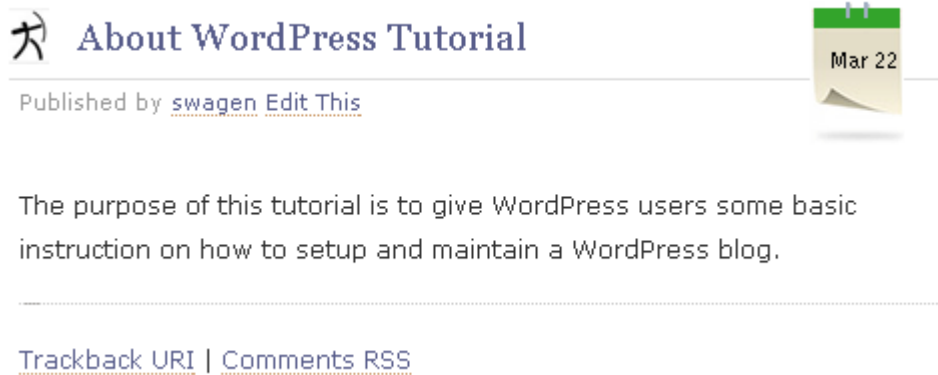 About WordPress Tutorial
Mar 22
Published by swagen Edit This
The purpose of this tutorial is to give WordPress users some basic
instruction on how to setup and maintain a WordPress blog.
Trackback URI | Comments RSS